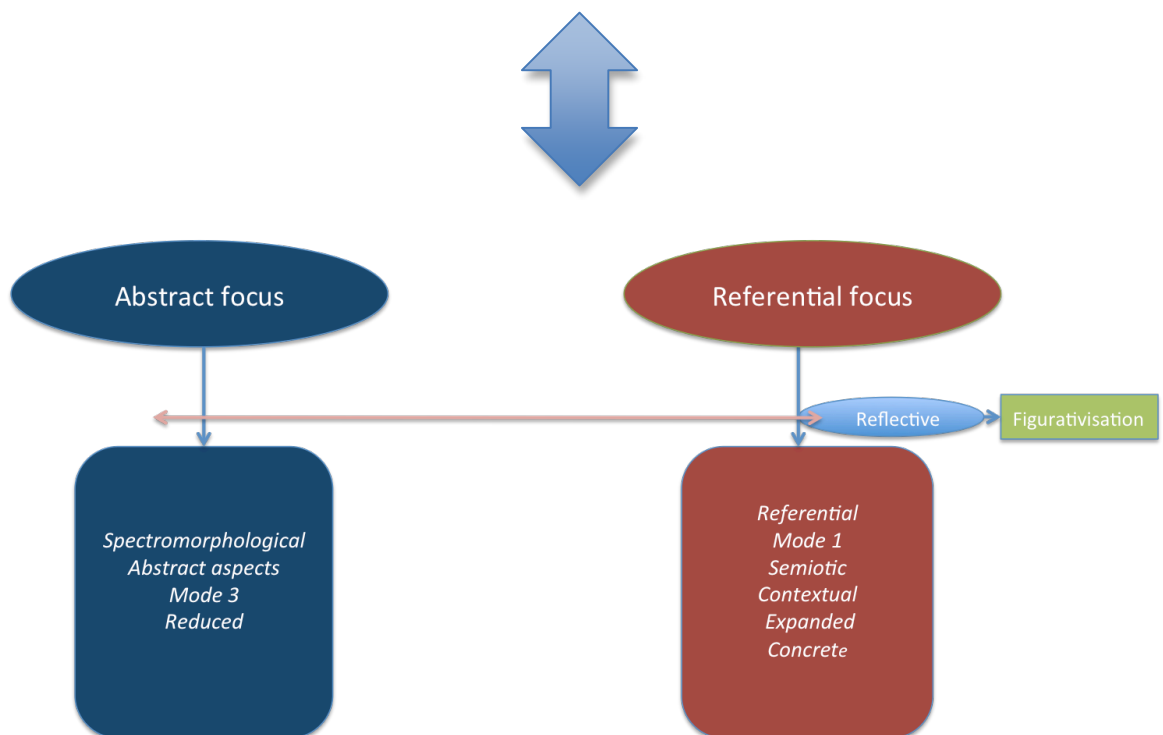 Abstract focus
Referential focus
Reflective
Figurativisation
Spectromorphological
Abstract aspects
Mode 3
Reduced
Referential
Mode 1
Semiotic
Contextual
Expanded
Concrete